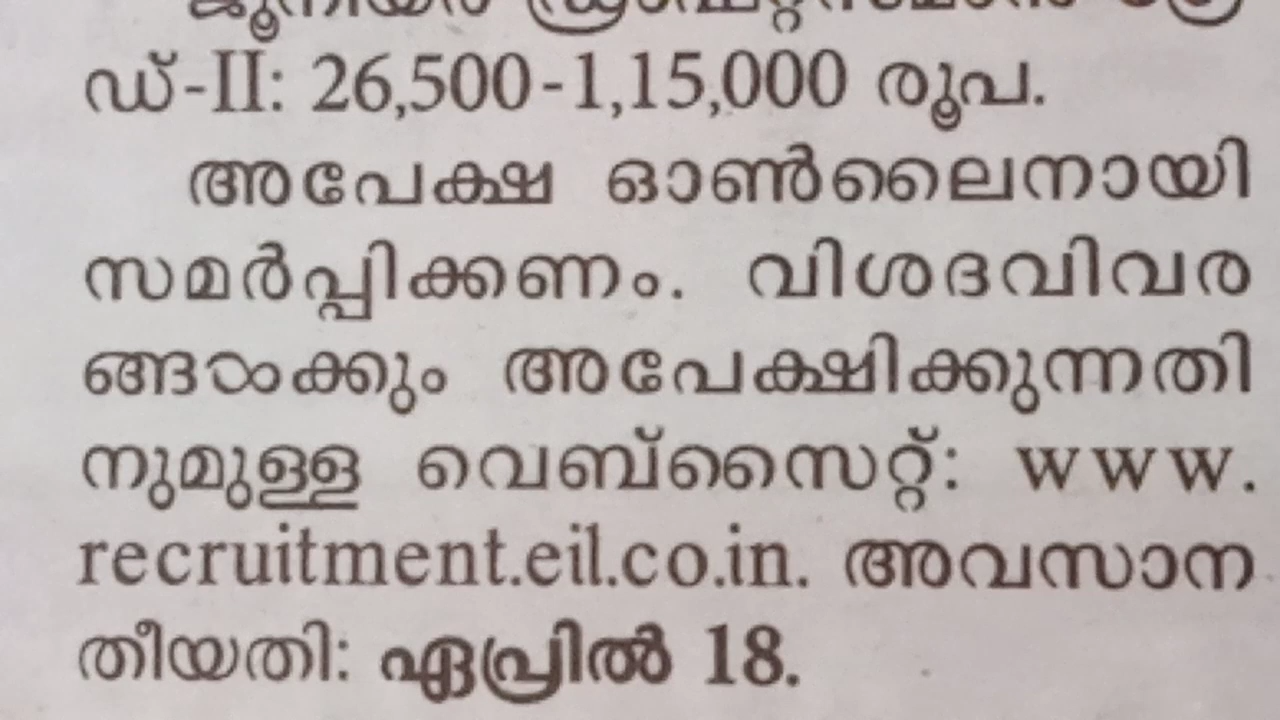 ഡ്-II: 26,500-1,15,000 രൂപ.
അപേക്ഷ ഓൺലൈനായി
സമർപ്പിക്കണം. വിശദവിവര
ങ്ങൾക്കും അപേക്ഷിക്കുന്നതി
നുമുള്ള വെബ്സൈറ്റ്: www.
recruitment.eil.co.in. അവസാന
തീയതി: ഏപ്രിൽ 18.